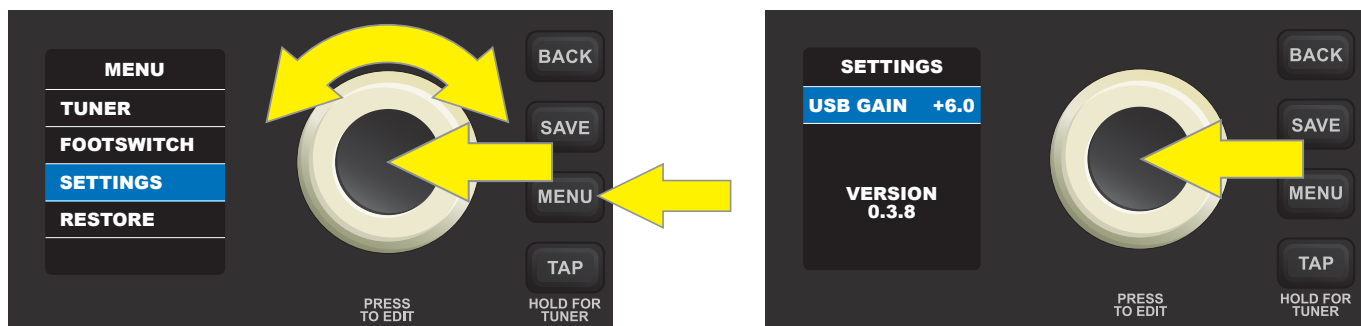 MENU
TUNER
FOOTSWITCH
SETTINGS
RESTORE
BACK
SAVE
MENU
TAP
PRESS
TO EDIT
HOLD FOR
TUNER
SETTINGS
USB GAIN +6.0
VERSION
0.3.8
BACK
SAVE
MENU
TAP
PRESS
TO EDIT
HOLD FOR
TUNER